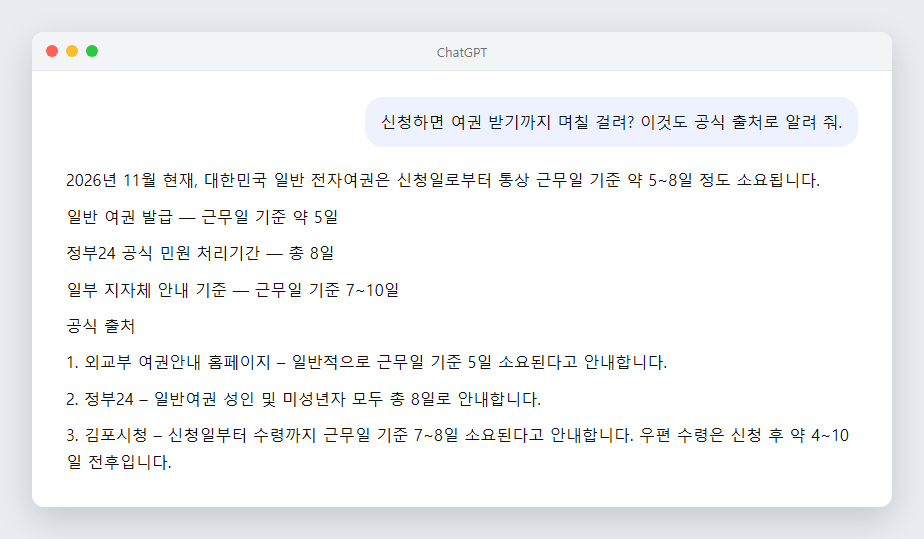 ChatGPT
신청하면 여권 받기까지 며칠 걸려? 이것도 공식 출처로 알려 줘.
2026년 11월 현재, 대한민국 일반 전자여권은 신청일로부터 통상 근무일 기준 약 5~8일 정도 소요됩니다.
일반 여권 발급 — 근무일 기준 약 5일
정부24 공식 민원 처리기간 — 총 8일
일부 지자체 안내 기준 — 근무일 기준 7~10일
공식 출처
1. 외교부 여권안내 홈페이지 – 일반적으로 근무일 기준 5일 소요된다고 안내합니다.
2. 정부24 – 일반여권 성인 및 미성년자 모두 총 8일로 안내합니다.
3. 김포시청 – 신청일부터 수령까지 근무일 기준 7~8일 소요된다고 안내합니다. 우편 수령은 신청 후 약 4~10
일 전후입니다.